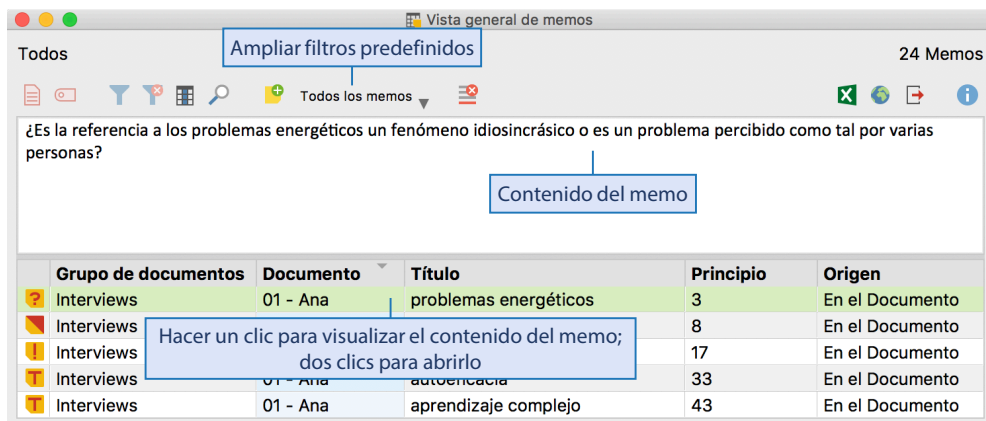 Vista general de memos
Todos
Ampliar filtros predefinidos
24 Memos
Todos los memos
¿Es la referencia a los problemas energéticos un fenómeno idiosincrásico o es un problema percibido como tal por varias
personas?
Contenido del memo
Grupo de documentos Documento Título Principio Origen
Interviews 01 - Ana problemas energéticos 3 En el Documento
Interviews 8 En el Documento
Hacer un clic para visualizar el contenido del memo;
dos clics para abrirlo
Interviews 17 En el Documento
Interviews 01 - Ana 33 En el Documento
Interviews 01 - Ana aprendizaje complejo 43 En el Documento